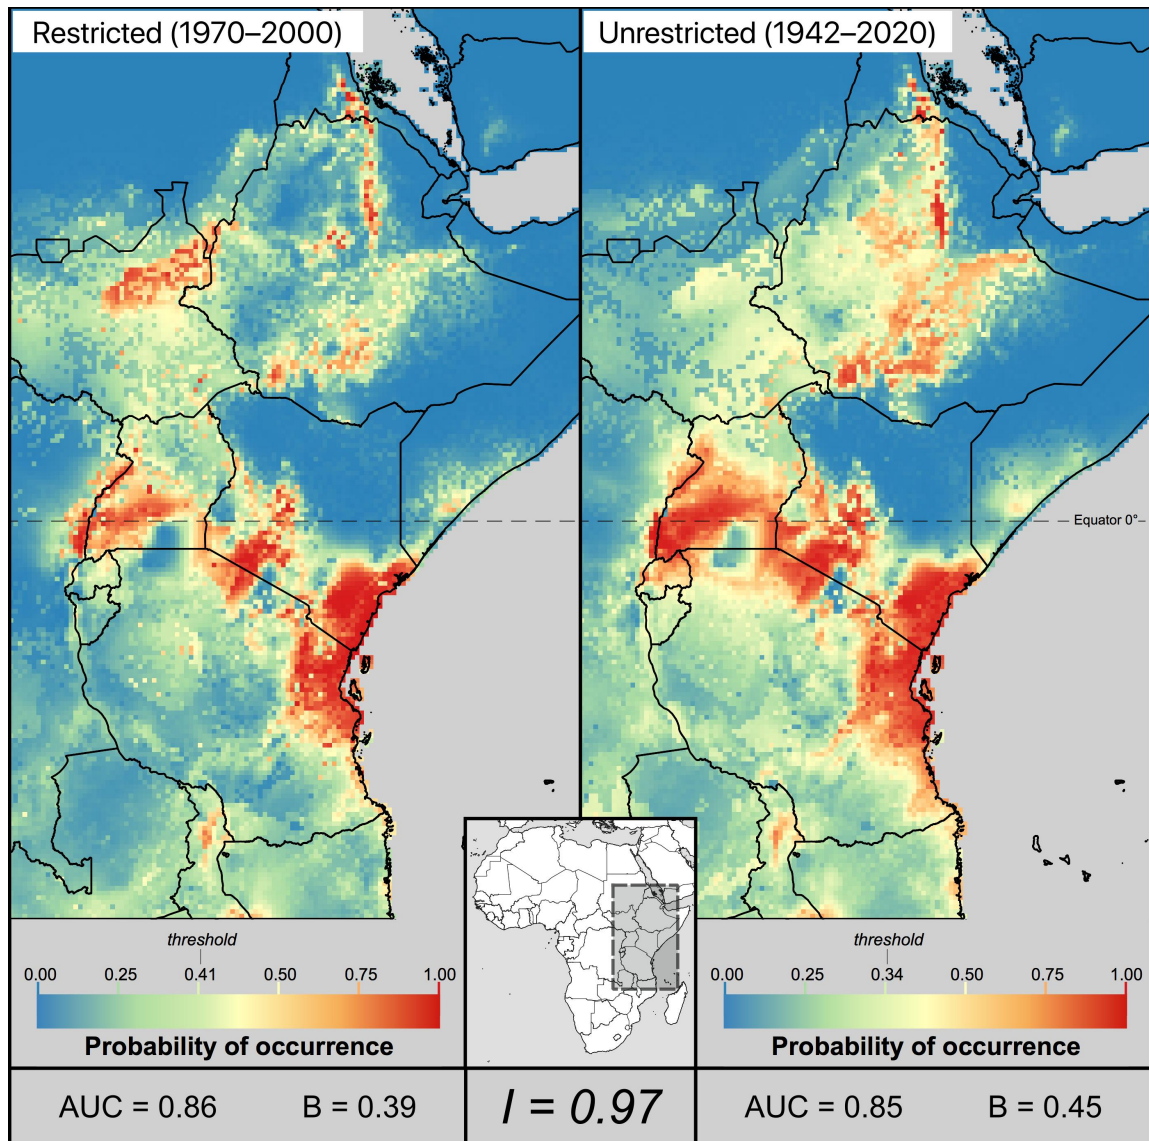 Restricted (1970–2000)
Unrestricted (1942–2020)
Equator 0°
threshold
0.00 0.25 0.41 0.50 0.75 1.00
Probability of occurrence
threshold
0.00 0.25 0.34 0.50 0.75 1.00
Probability of occurrence
AUC = 0.86 B = 0.39
I = 0.97
AUC = 0.85 B = 0.45